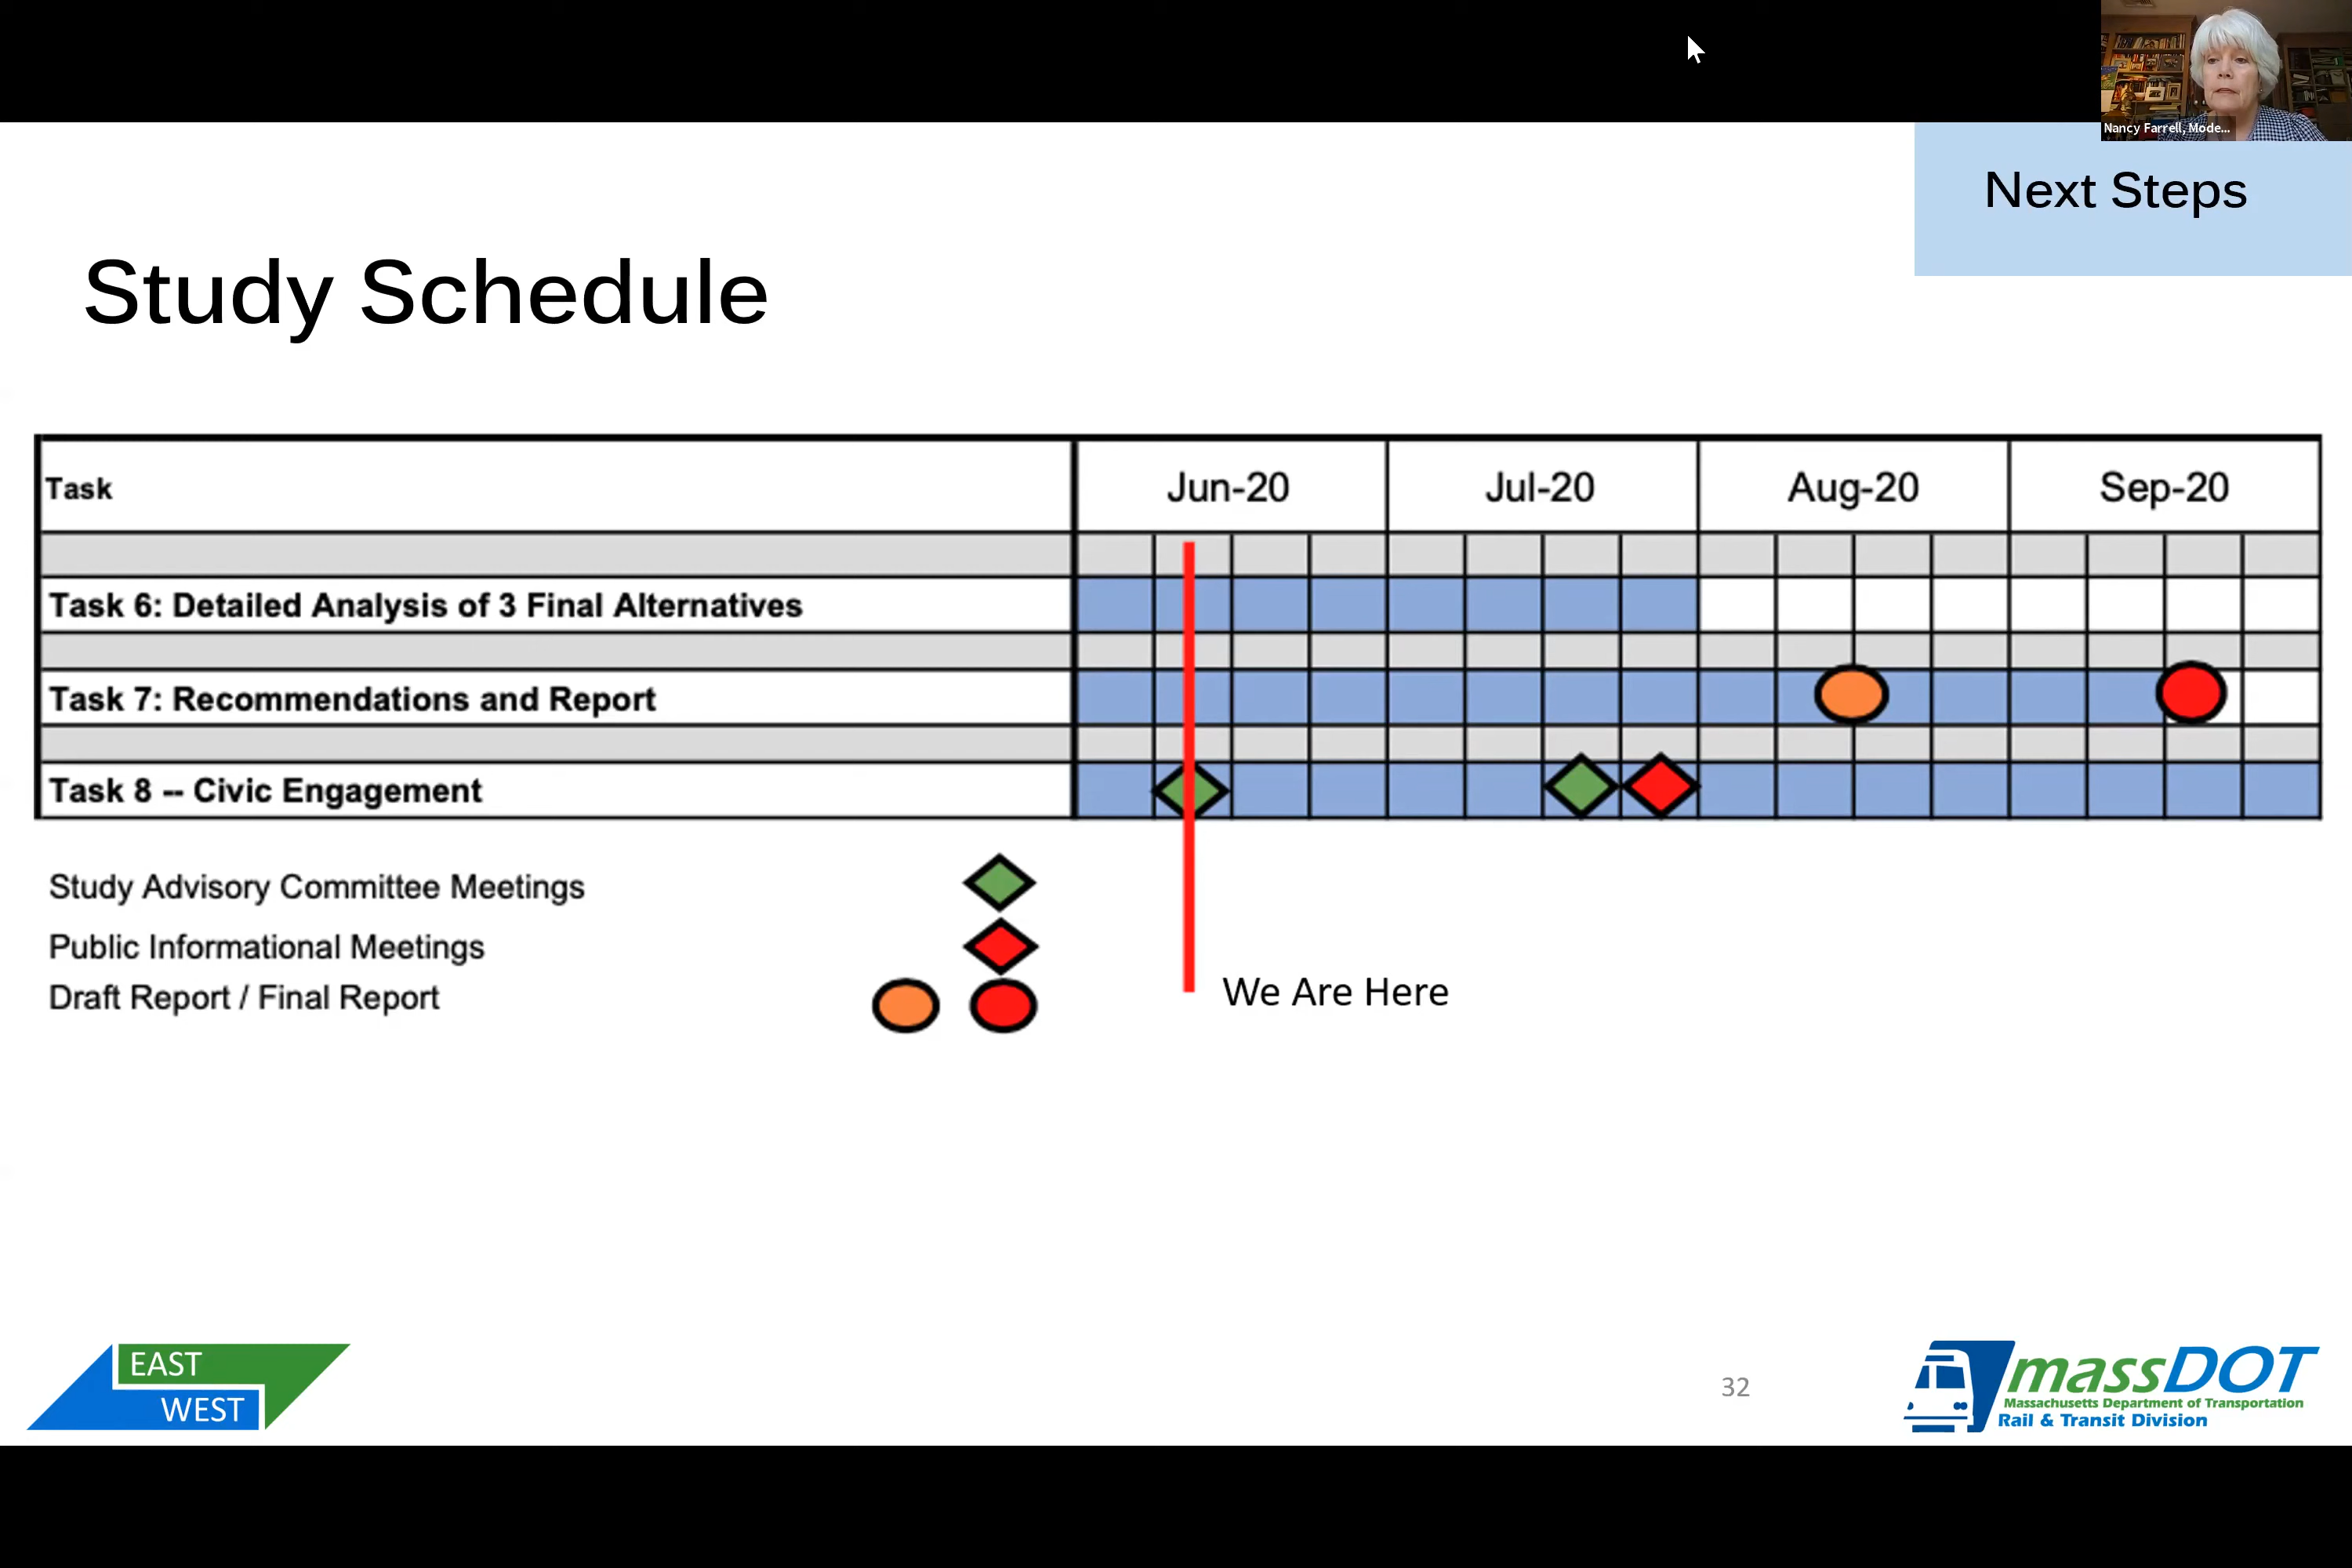 Nancy Farrell, Mode...
Next Steps
Study Schedule
Task
Jun-20
Jul-20
Aug-20
Sep-20
Task 6: Detailed Analysis of 3 Final Alternatives
Task 7: Recommendations and Report
Task 8 -- Civic Engagement
Study Advisory Committee Meetings
Public Informational Meetings
Draft Report / Final Report
We Are Here
EAST
WEST
32
massDOT
Massachusetts Department of Transportation
Rail & Transit Division